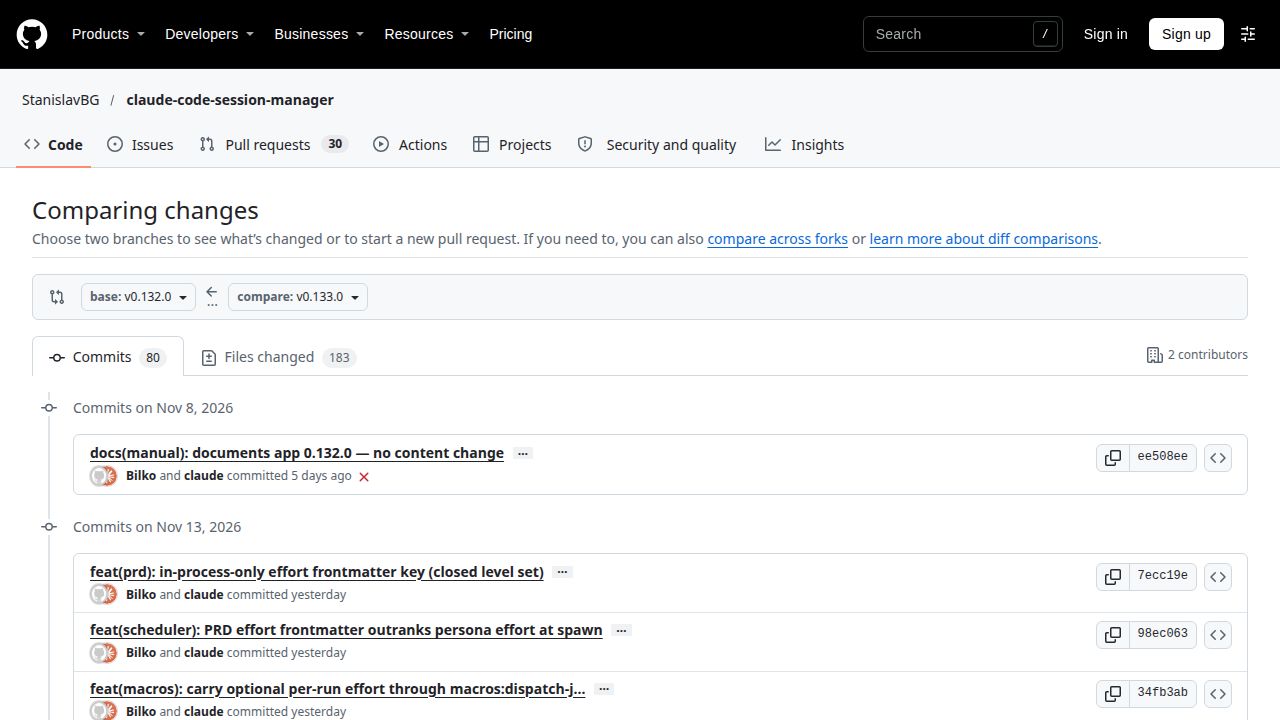 Products Developers Businesses Resources Pricing Search / Sign in Sign up
StanislavBG / claude-code-session-manager
Code Issues Pull requests 30 Actions Projects Security and quality Insights
Comparing changes
Choose two branches to see what's changed or to start a new pull request. If you need to, you can also compare across forks or learn more about diff comparisons.
base: v0.132.0 ... compare: v0.133.0
Commits 80 Files changed 183 2 contributors
Commits on Nov 8, 2026
docs(manual): documents app 0.132.0 — no content change ... ee508ee
Bilko and claude committed 5 days ago
Commits on Nov 13, 2026
feat(prd): in-process-only effort frontmatter key (closed level set) ... 7ecc19e
Bilko and claude committed yesterday
feat(scheduler): PRD effort frontmatter outranks persona effort at spawn ... 98ec063
Bilko and claude committed yesterday
feat(macros): carry optional per-run effort through macros:dispatch-j... ... 34fb3ab
Bilko and claude committed yesterday